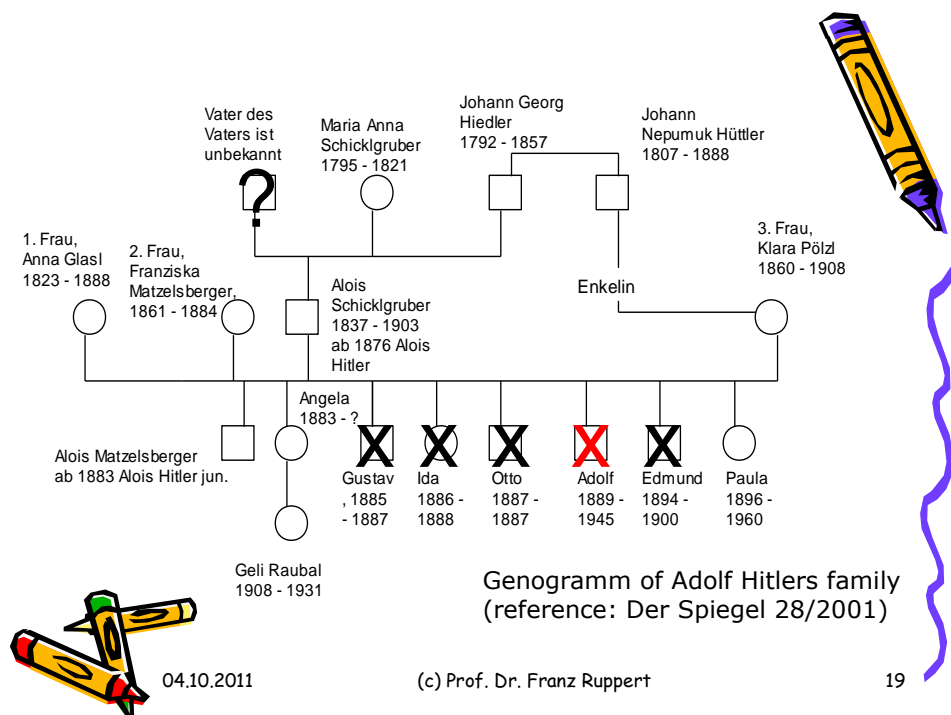 Vater des
Vaters ist
unbekannt
?
Maria Anna
Schicklgruber
1795 - 1821
Johann Georg
Hiedler
1792 - 1857
Johann
Nepumuk Hüttler
1807 - 1888
1. Frau,
Anna Glasl
1823 - 1888
2. Frau,
Franziska
Matzelsberger,
1861 - 1884
Alois
Schicklgruber
1837 - 1903
ab 1876 Alois
Hitler
Enkelin
3. Frau,
Klara Pölzl
1860 - 1908
Alois Matzelsberger
ab 1883 Alois Hitler jun.
Angela
1883 - ?
Geli Raubal
1908 - 1931
X
Gustav
, 1885
- 1887
X
Ida
1886 -
1888
X
Otto
1887 -
1887
X
Adolf
1889 -
1945
X
Edmund
1894 -
1900
Paula
1896 -
1960
Genogramm of Adolf Hitlers family
(reference: Der Spiegel 28/2001)
04.10.2011
(c) Prof. Dr. Franz Ruppert
19